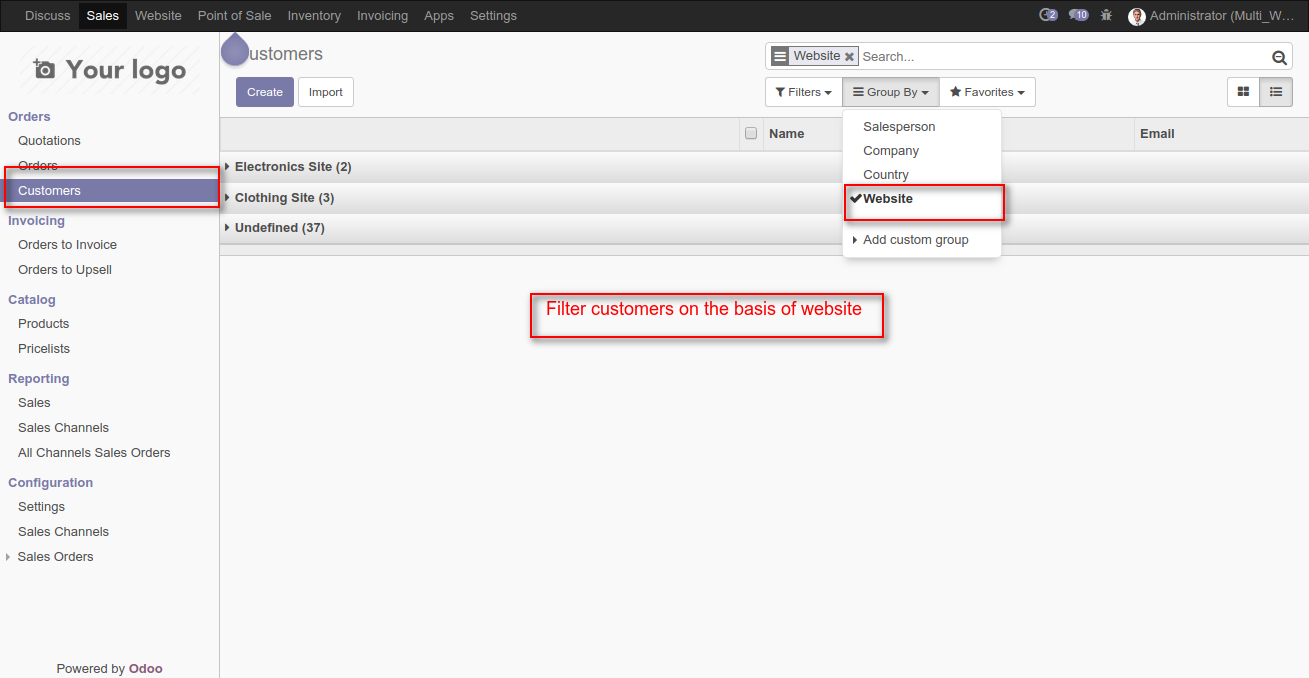 Discuss Sales Website Point of Sale Inventory Invoicing Apps Settings 2 10 Administrator (Multi_W...
Your logo
ustomers
Website Search...
Create Import
Filters Group By Favorites
Orders
Quotations
Orders
Customers
Invoicing
Orders to Invoice
Orders to Upsell
Catalog
Products
Pricelists
Reporting
Sales
Sales Channels
All Channels Sales Orders
Configuration
Settings
Sales Channels
Sales Orders
Powered by Odoo
Name Email
Electronics Site (2)
Clothing Site (3)
Undefined (37)
Salesperson
Company
Country
Website
Add custom group
Filter customers on the basis of website